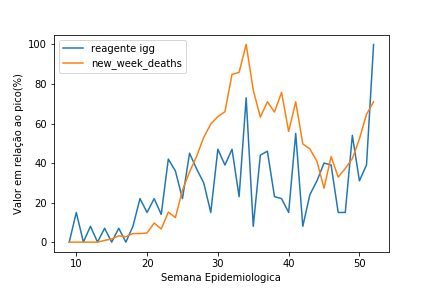 reagente igg
new_week_deaths
Valor em relação ao pico(%)
100
80
60
40
20
0
10
20
30
40
50
Semana Epidemiologica